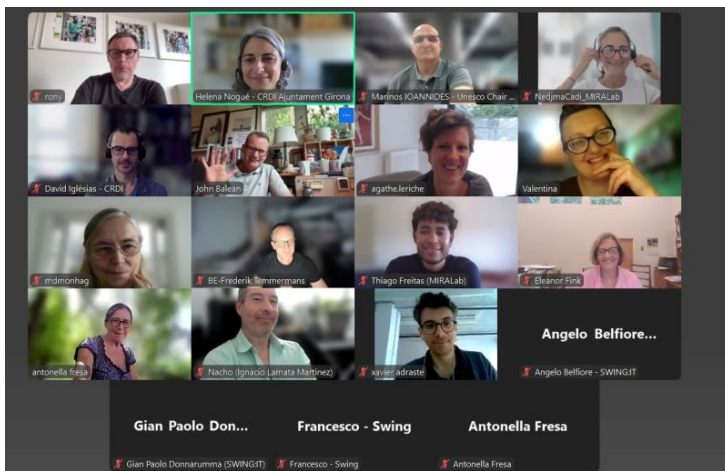 rony
Helena Nogué - CRDI Ajuntament Girona
Marinos IOANNIDES - Unesco Chair ...
NedjmaCadi_MIRALab
David Iglésias - CRDI
John Balean
agathe.leriche
Valentina
mdmonhag
BE-Frederik Temmermans
Thiago Freitas (MIRALab)
Eleanor Fink
antonella fresa
Nacho (Ignacio Lamata Martínez)
xavier adraste
Angelo Belfiore...
Angelo Belfiore - SWING:IT
Gian Paolo Don...
Francesco - Swing
Antonella Fresa
Gian Paolo Donnarumma (SWING:IT)
Francesco - Swing
Antonella Fresa